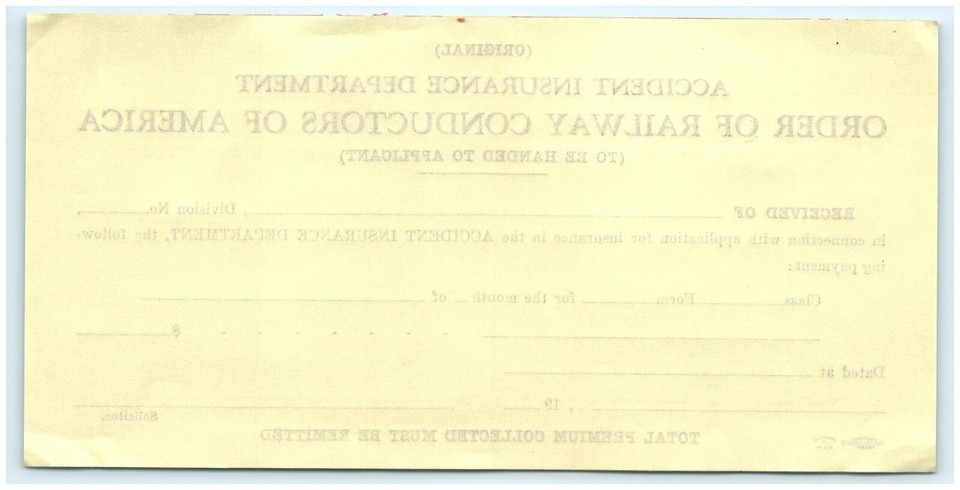 (ORIGINAL)
ACCIDENT INSURANCE DEPARTMENT
ORDER OF RAILWAY CONDUCTORS OF AMERICA
(TO BE HANDED TO APPLICANT)
RECEIVED OF , Division No. ,
in connection with application for insurance in the ACCIDENT INSURANCE DEPARTMENT, the follow-
ing payment:
Class Form for the month of
- - - - - - - $
Dated at
, 19
Solicitor.
TOTAL PREMIUM COLLECTED MUST BE REMITTED